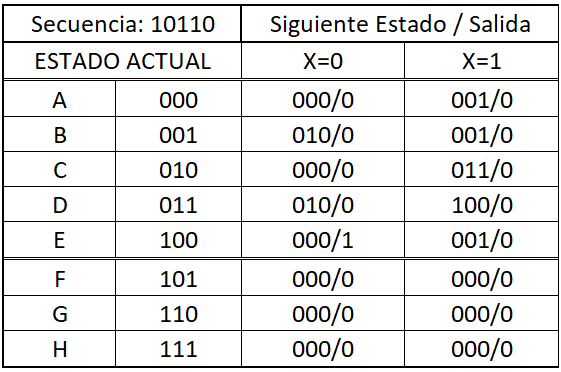 Secuencia: 10110 Siguiente Estado / Salida
ESTADO ACTUAL X=0 X=1
A 000 000/0 001/0
B 001 010/0 001/0
C 010 000/0 011/0
D 011 010/0 100/0
E 100 000/1 001/0
F 101 000/0 000/0
G 110 000/0 000/0
H 111 000/0 000/0